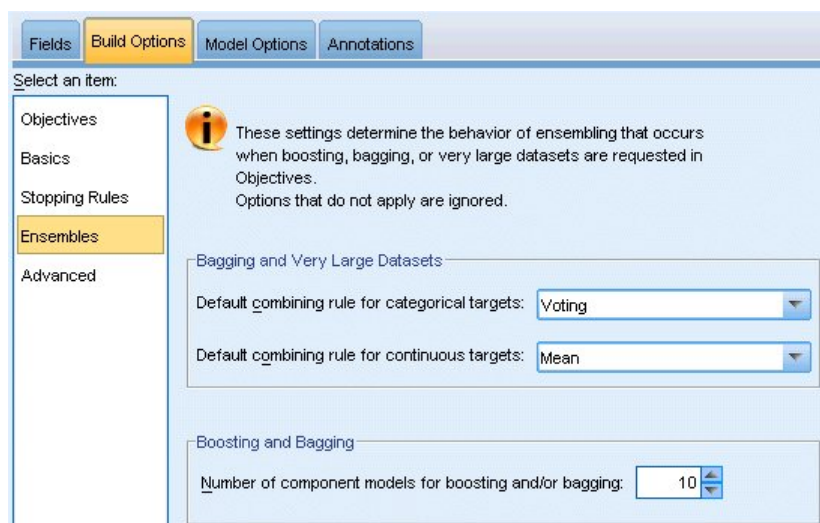 Fields
Build Options
Model Options
Annotations
Select an item:
Objectives
Basics
Stopping Rules
Ensembles
Advanced
These settings determine the behavior of ensembling that occurs
when boosting, bagging, or very large datasets are requested in
Objectives.
Options that do not apply are ignored.
Bagging and Very Large Datasets
Default combining rule for categorical targets: Voting
Default combining rule for continuous targets: Mean
Boosting and Bagging
Number of component models for boosting and/or bagging: 10